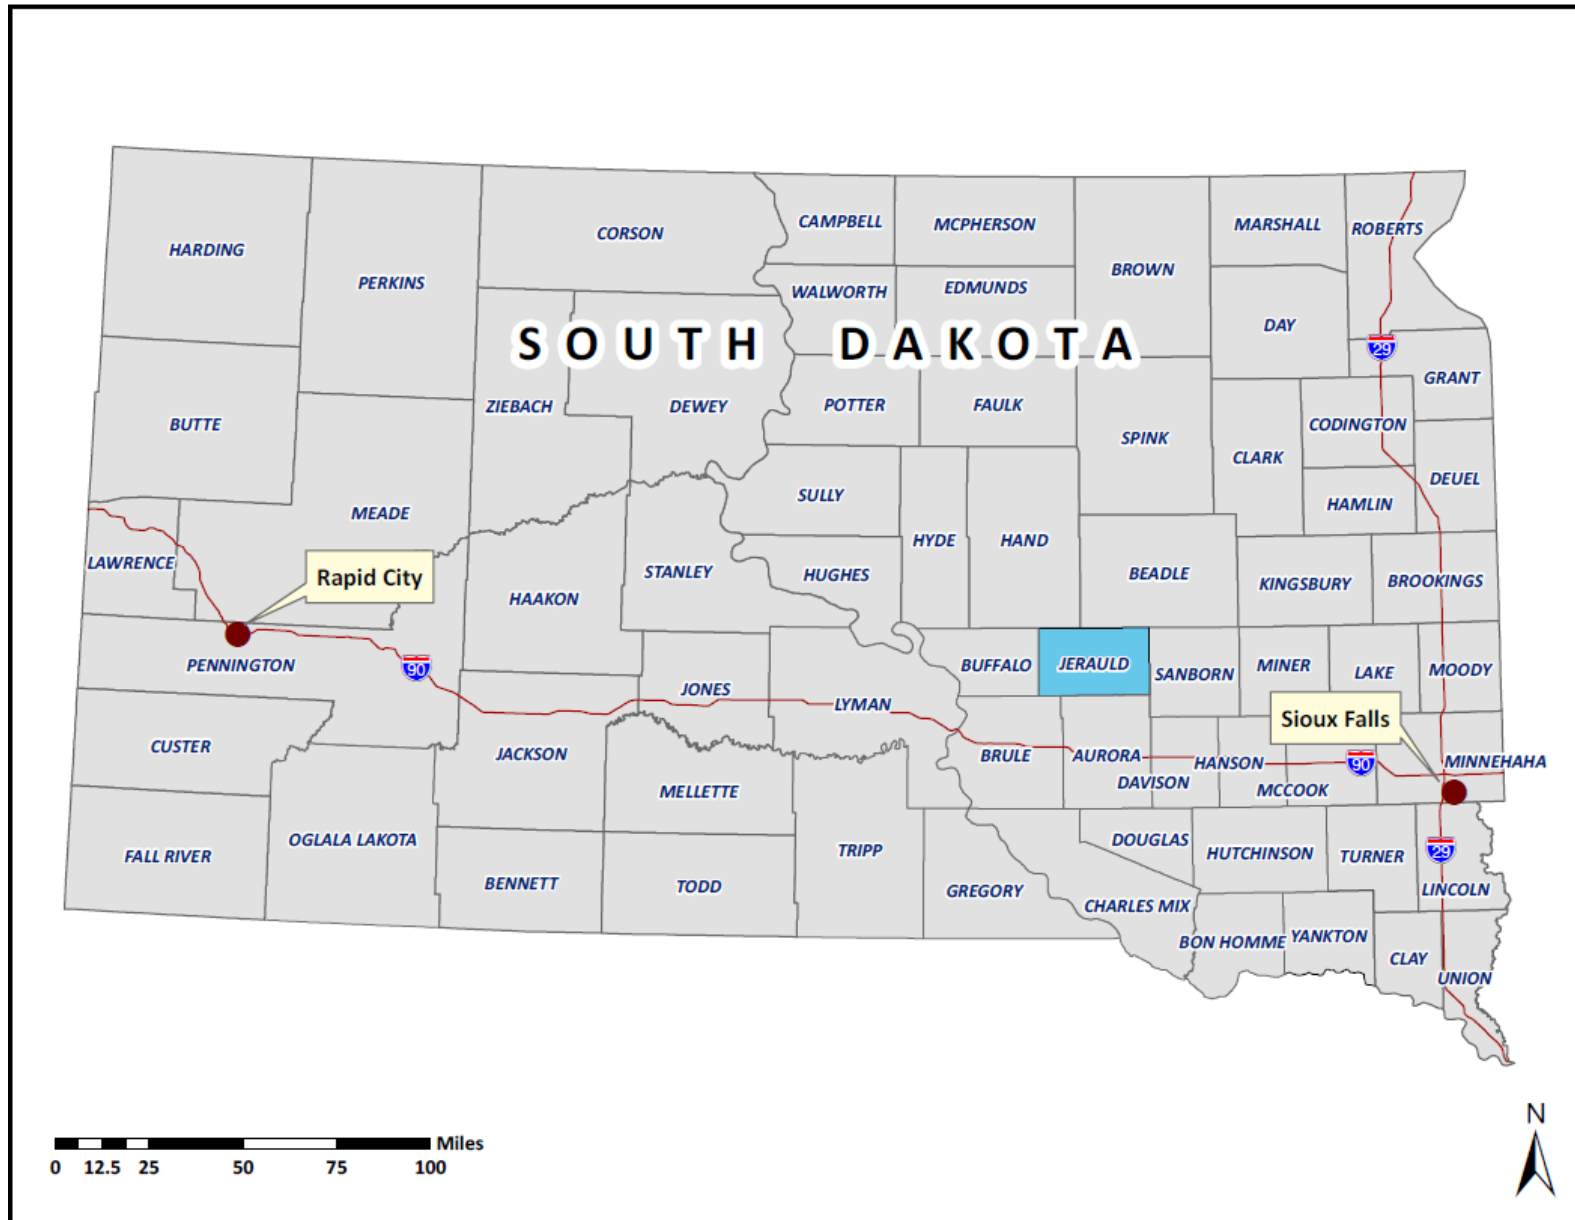 CAMPBELL
MCPHERSON
MARSHALL
ROBERTS
HARDING
CORSON
PERKINS
BROWN
WALWORTH
EDMUNDS
DAY
SOUTH DAKOTA
29
GRANT
BUTTE
ZIEBACH
DEWEY
POTTER
FAULK
CODINGTON
SPINK
CLARK
DEUEL
MEADE
SULLY
HAMLIN
HYDE
HAND
LAWRENCE
Rapid City
STANLEY
HUGHES
BEADLE
KINGSBURY
BROOKINGS
HAAKON
PENNINGTON
90
BUFFALO
JERAULD
SANBORN
MINER
LAKE
MOODY
JONES
LYMAN
Sioux Falls
CUSTER
JACKSON
BRULE
AURORA
HANSON
90
MINNEHAHA
DAVISON
MCCOOK
MELLETTE
FALL RIVER
OGLALA LAKOTA
TRIPP
DOUGLAS
HUTCHINSON
TURNER
29
BENNETT
TODD
GREGORY
LINCOLN
CHARLES MIX
BON HOMME
YANKTON
CLAY
UNION
N
Miles
0 12.5 25 50 75 100